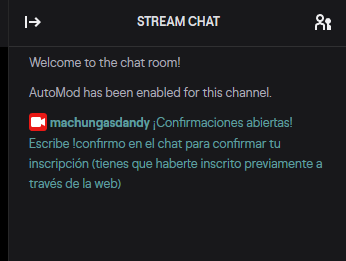 STREAM CHAT
Welcome to the chat room!
AutoMod has been enabled for this channel.
machungasdandy ¡Confirmaciones abiertas!
Escribe !confirmo en el chat para confirmar tu
inscripción (tienes que haberte inscrito previamente a
través de la web)